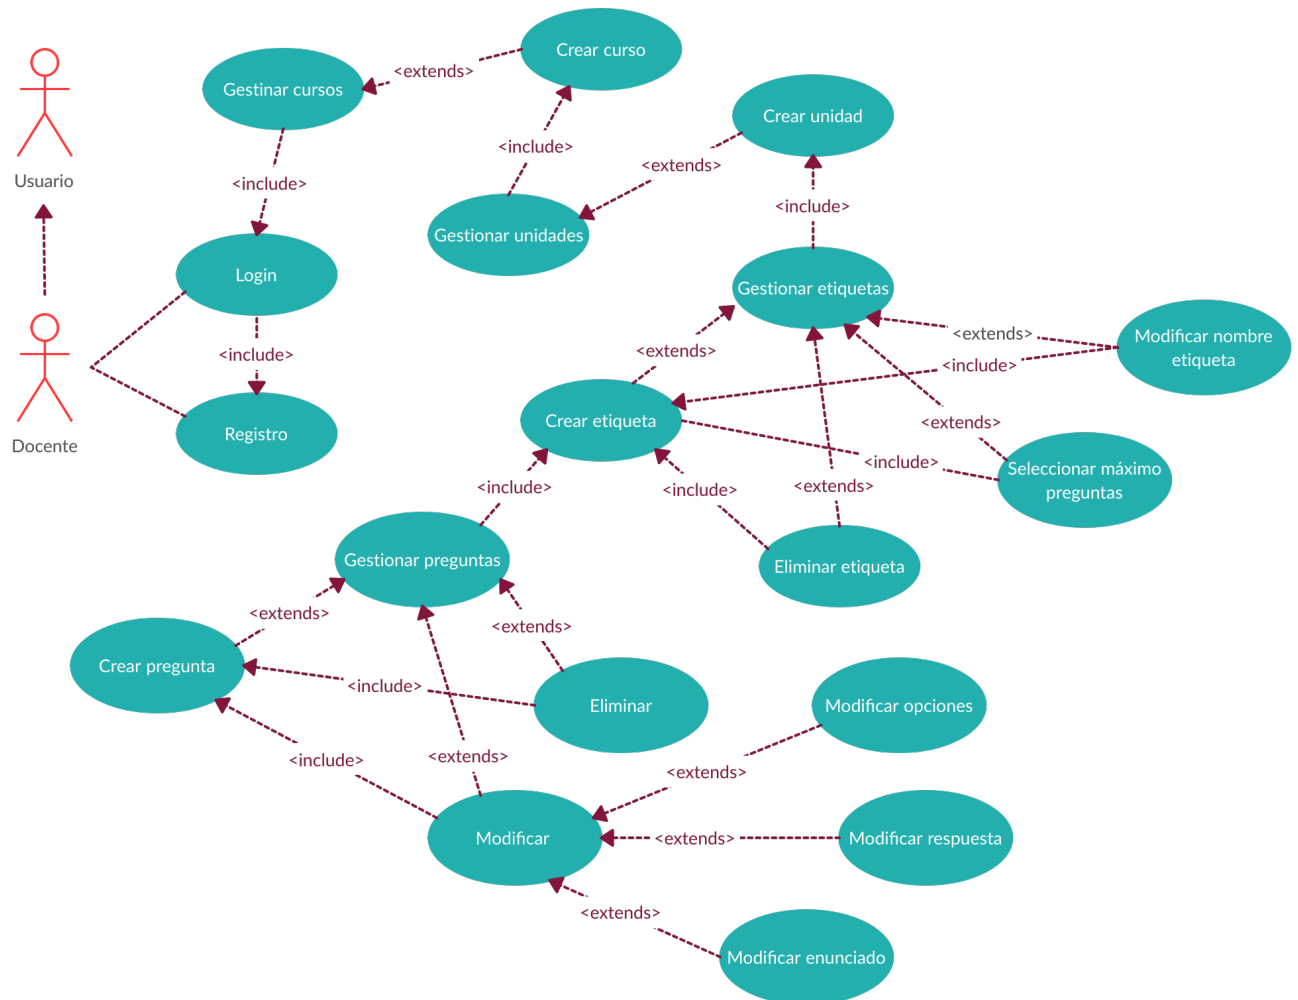 Crear curso
<extends>
Gestinar cursos
Crear unidad
<include>
<extends>
Usuario
<include>
<include>
Gestionar unidades
Login
Gestionar etiquetas
<extends>
Modificar nombre
etiqueta
<extends>
<include>
<include>
Crear etiqueta
<extends>
Registro
Docente
<include>
Seleccionar máximo
preguntas
<include>
<include>
<extends>
Gestionar preguntas
Eliminar etiqueta
<extends>
<extends>
Crear pregunta
<include>
Eliminar
Modificar opciones
<extends>
<include>
<extends>
Modificar
<extends>
Modificar respuesta
<extends>
Modificar enunciado